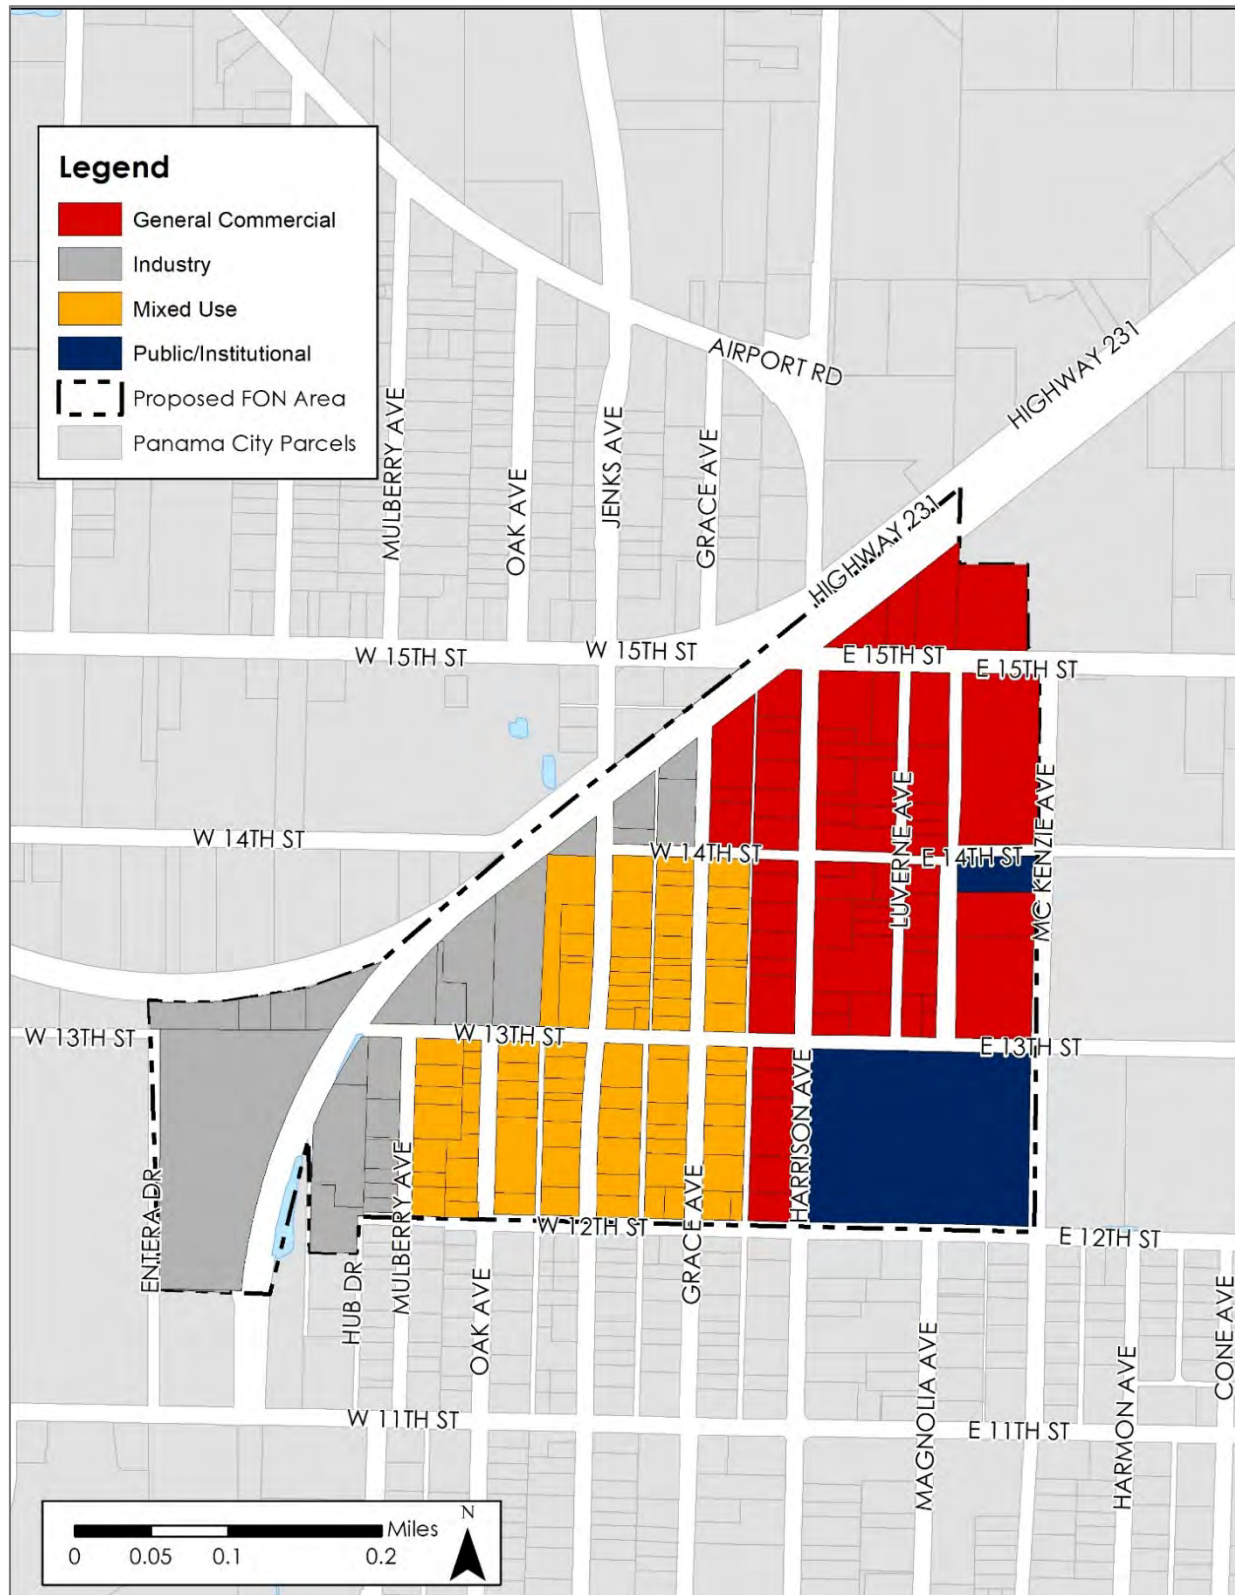 Legend
General Commercial
Industry
Mixed Use
Public/Institutional
Proposed FON Area
Panama City Parcels
AIRPORT RD
HIGHWAY 231
MULBERRY AVE
OAK AVE
JENKS AVE
GRACE AVE
HIGHWAY 231
W 15TH ST
W 15TH ST
E 15TH ST
E 15TH ST
W 14TH ST
W 14TH ST
E 14TH ST
LUVERNE AVE
MC KENZIE AVE
W 13TH ST
W 13TH ST
E 13TH ST
HARRISON AVE
ENTERA DR
HUB DR
MULBERRY AVE
OAK AVE
W 12TH ST
GRACE AVE
E 12TH ST
MAGNOLIA AVE
HARMON AVE
CONE AVE
W 11TH ST
E 11TH ST
N
Miles
0 0.05 0.1 0.2